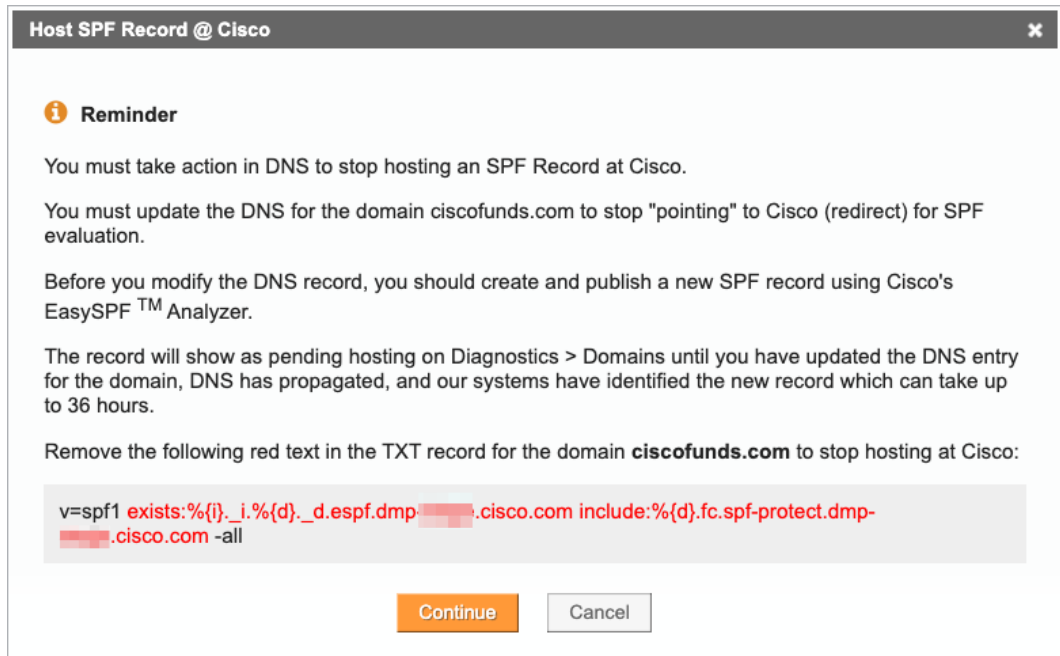 Host SPF Record @ Cisco
Reminder
You must take action in DNS to stop hosting an SPF Record at Cisco.
You must update the DNS for the domain ciscofunds.com to stop "pointing" to Cisco (redirect) for SPF
evaluation.
Before you modify the DNS record, you should create and publish a new SPF record using Cisco's
EasySPF TM Analyzer.
The record will show as pending hosting on Diagnostics > Domains until you have updated the DNS entry
for the domain, DNS has propagated, and our systems have identified the new record which can take up
to 36 hours.
Remove the following red text in the TXT record for the domain ciscofunds.com to stop hosting at Cisco:
v=spf1 exists:%{i}._i.%{d}._d.espf.dmp- .cisco.com include:%{d}.fc.spf-protect.dmp-
.cisco.com -all
Continue
Cancel